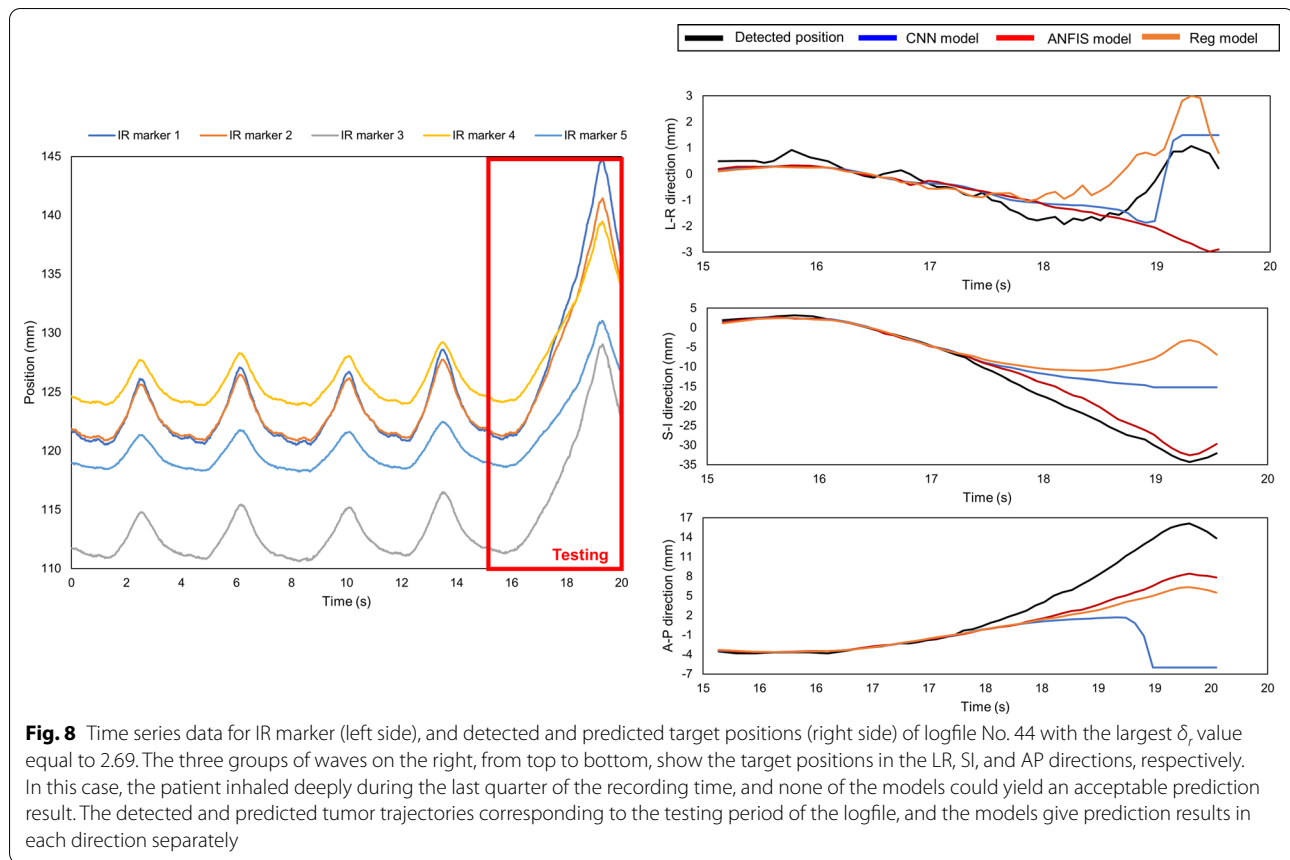 Detected position CNN model ANFIS model Reg model
IR marker 1 IR marker 2 IR marker 3 IR marker 4 IR marker 5
145
140
135
130
125
120
115
110
Position (mm)
0 2 4 6 8 10 12 14 16 18 20
Time (s)
Testing
3
2
1
0
-1
-2
-3
L-R direction (mm)
15 16 17 18 19 20
Time (s)
5
0
-5
-10
-15
-20
-25
-30
-35
S-I direction (mm)
15 16 17 18 19 20
Time (s)
17
14
11
8
5
2
-1
-4
-7
A-P direction (mm)
15 16 16 17 17 18 18 19 19 20 20
Time (s)
Fig. 8 Time series data for IR marker (left side), and detected and predicted target positions (right side) of logfile No. 44 with the largest δr value
equal to 2.69. The three groups of waves on the right, from top to bottom, show the target positions in the LR, SI, and AP directions, respectively.
In this case, the patient inhaled deeply during the last quarter of the recording time, and none of the models could yield an acceptable prediction
result. The detected and predicted tumor trajectories corresponding to the testing period of the logfile, and the models give prediction results in
each direction separately